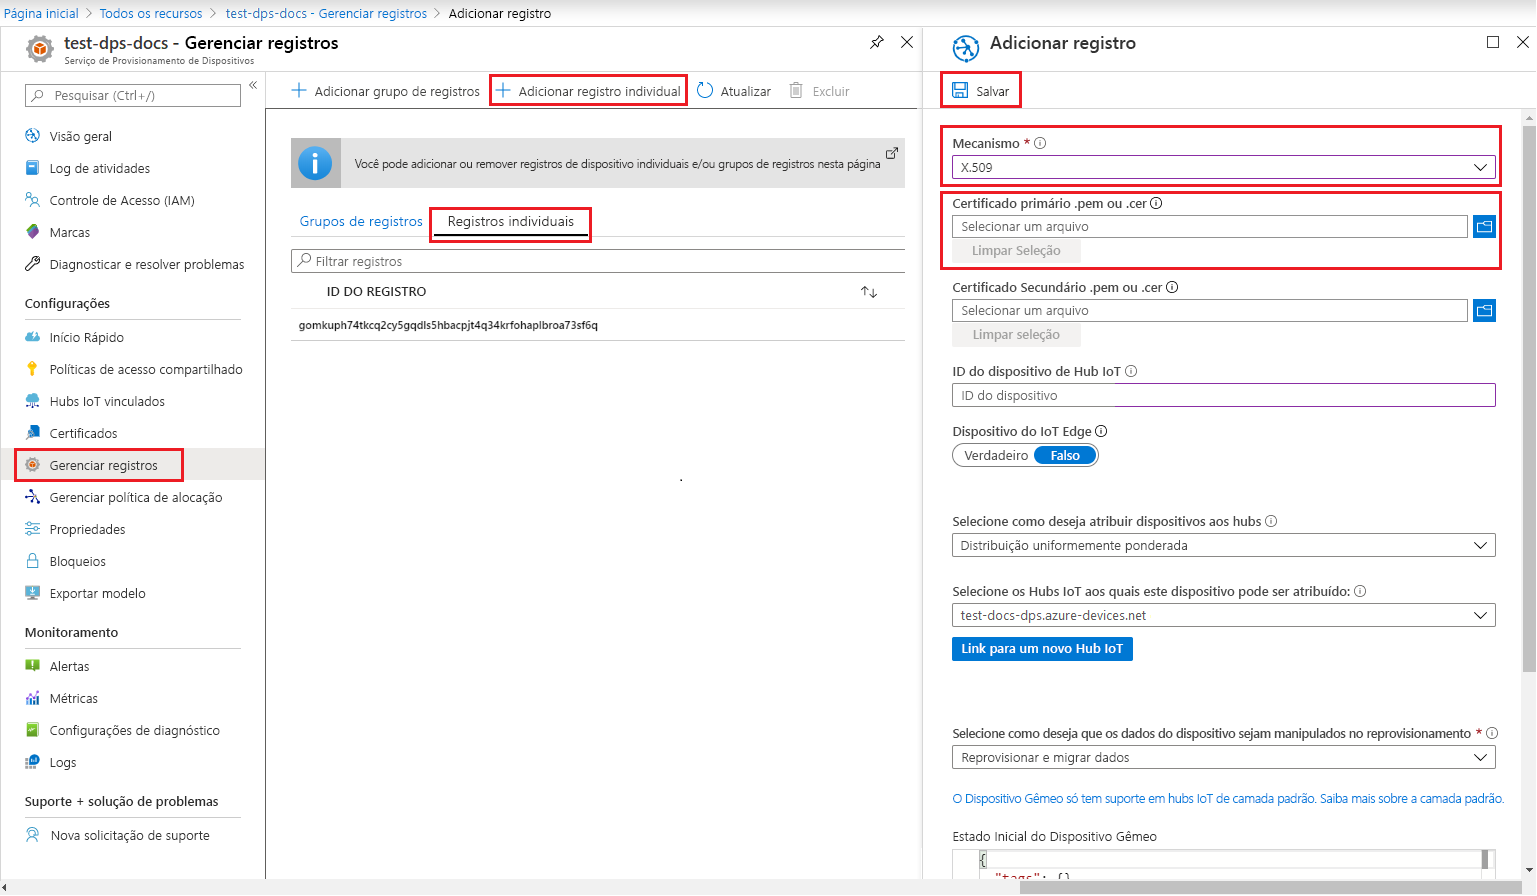 Página inicial > Todos os recursos > test-dps-docs - Gerenciar registros > Adicionar registro
test-dps-docs - Gerenciar registros
Serviço de Provisionamento de Dispositivos
Pesquisar (Ctrl+/)
Visão geral
Log de atividades
Controle de Acesso (IAM)
Marcas
Diagnosticar e resolver problemas
Configurações
Início Rápido
Políticas de acesso compartilhado
Hubs IoT vinculados
Certificados
Gerenciar registros
Gerenciar política de alocação
Propriedades
Bloqueios
Exportar modelo
Monitoramento
Alertas
Métricas
Configurações de diagnóstico
Logs
Suporte + solução de problemas
Nova solicitação de suporte
Adicionar grupo de registros
Adicionar registro individual
Atualizar
Excluir
Você pode adicionar ou remover registros de dispositivo individuais e/ou grupos de registros nesta página
Grupos de registros
Registros individuais
Filtrar registros
ID DO REGISTRO
gomkuph74tkcq2cy5gqdls5hbacpjt4q34krfohaplbroa73sf6q
.
Adicionar registro
Salvar
Mecanismo *
X.509
Certificado primário .pem ou .cer
Selecionar um arquivo
Limpar Seleção
Certificado Secundário .pem ou .cer
Selecionar um arquivo
Limpar seleção
ID do dispositivo de Hub IoT
ID do dispositivo
Dispositivo do IoT Edge
Verdadeiro Falso
Selecione como deseja atribuir dispositivos aos hubs
Distribuição uniformemente ponderada
Selecione os Hubs IoT aos quais este dispositivo pode ser atribuído:
test-docs-dps.azure-devices.net
Link para um novo Hub IoT
Selecione como deseja que os dados do dispositivo sejam manipulados no reprovisionamento *
Reprovisionar e migrar dados
O Dispositivo Gêmeo só tem suporte em hubs IoT de camada padrão. Saiba mais sobre a camada padrão.
Estado Inicial do Dispositivo Gêmeo
{
"tags": {},